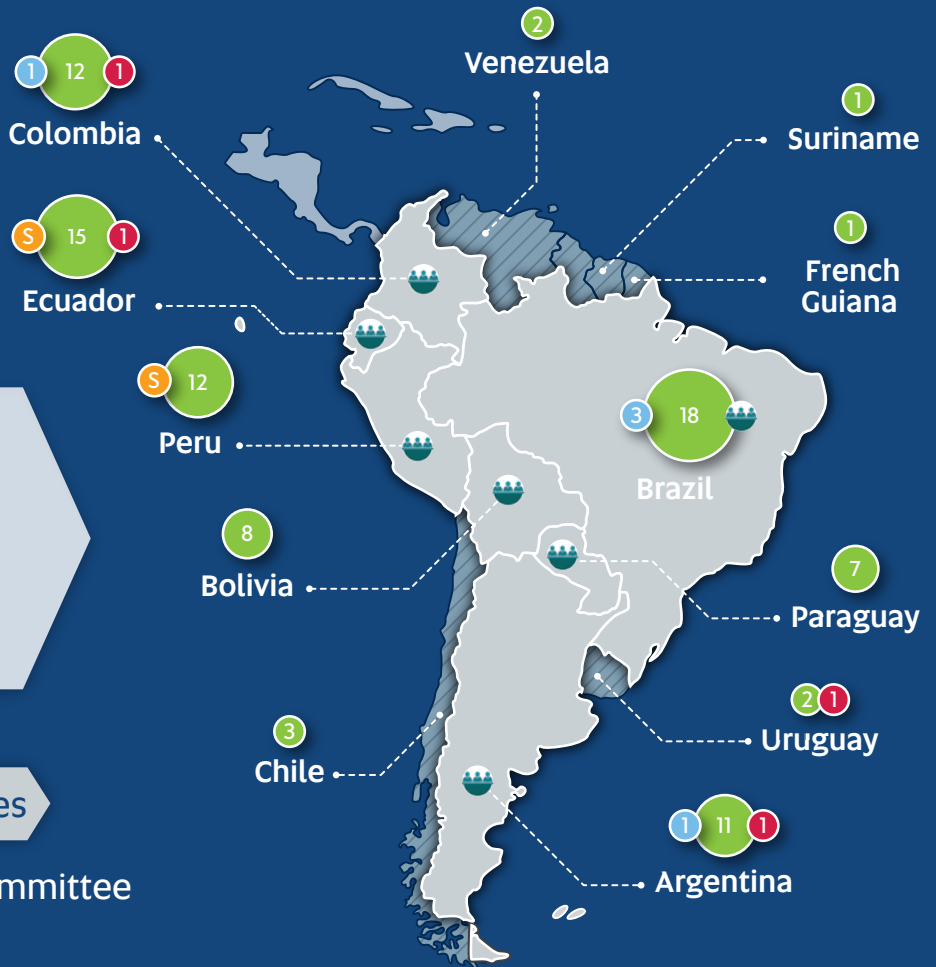 2
Venezuela
1 12 1
Colombia
1
Suriname
S 15 1
Ecuador
1
French
Guiana
S 12
Peru
3 18
Brazil
8
Bolivia
7
Paraguay
2 1
Uruguay
3
Chile
es
1 11 1
Argentina
mmittee